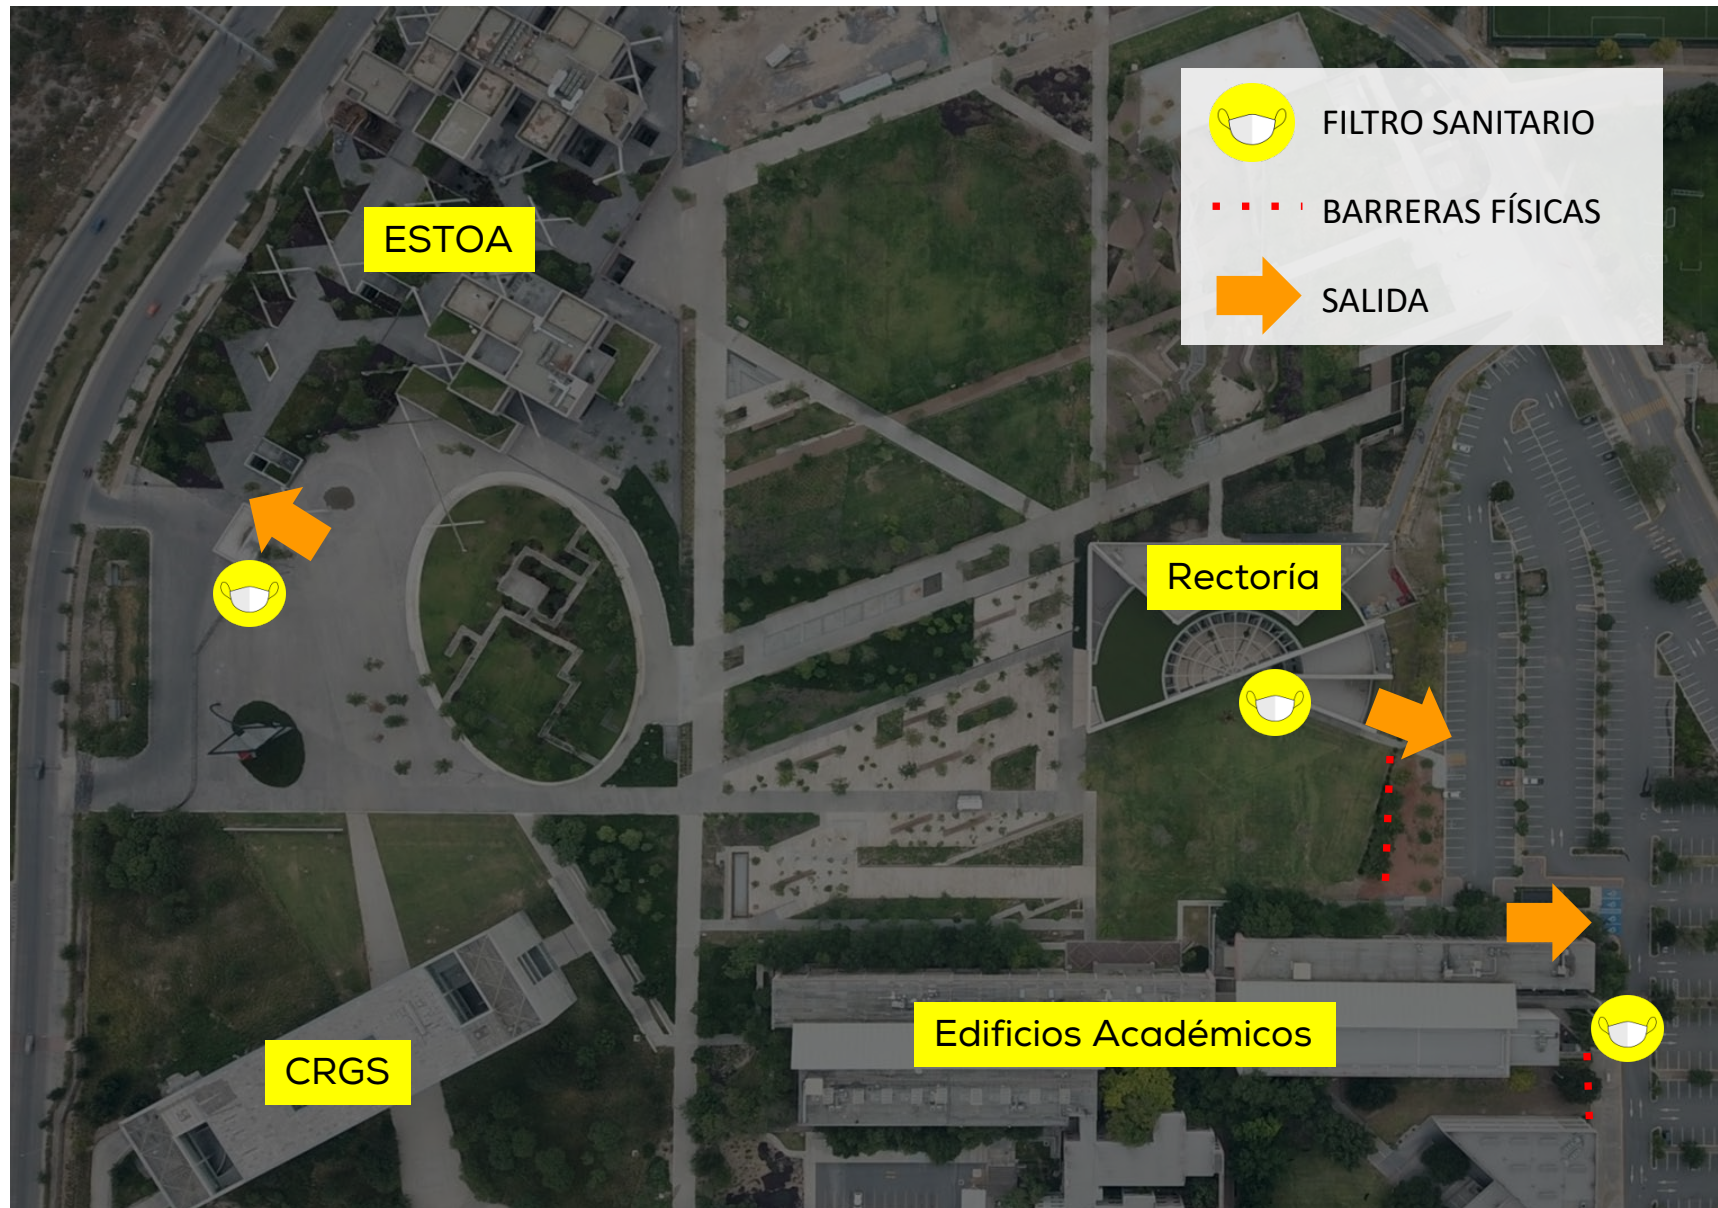 FILTRO SANITARIO
BARRERAS FÍSICAS
SALIDA
ESTOA
Rectoría
Edificios Académicos
CRGS